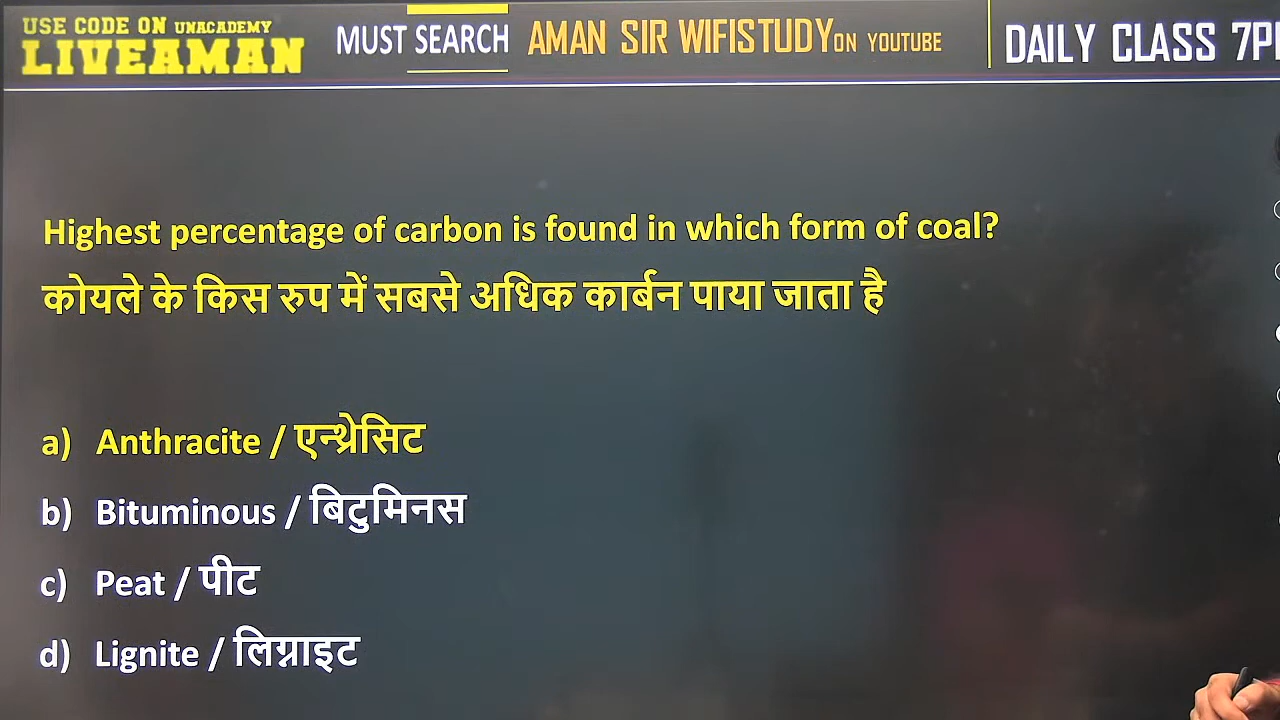 USE CODE ON UNACADEMY
LIVEAMAN
MUST SEARCH AMAN SIR WIFISTUDY ON YOUTUBE
DAILY CLASS
Highest percentage of carbon is found in which form of coal?
कोयले के किस रुप में सबसे अधिक कार्बन पाया जाता है
a) Anthracite / एन्थ्रेसिट
b) Bituminous / बिटुमिनस
c) Peat / पीट
d) Lignite / लिग्नाइट